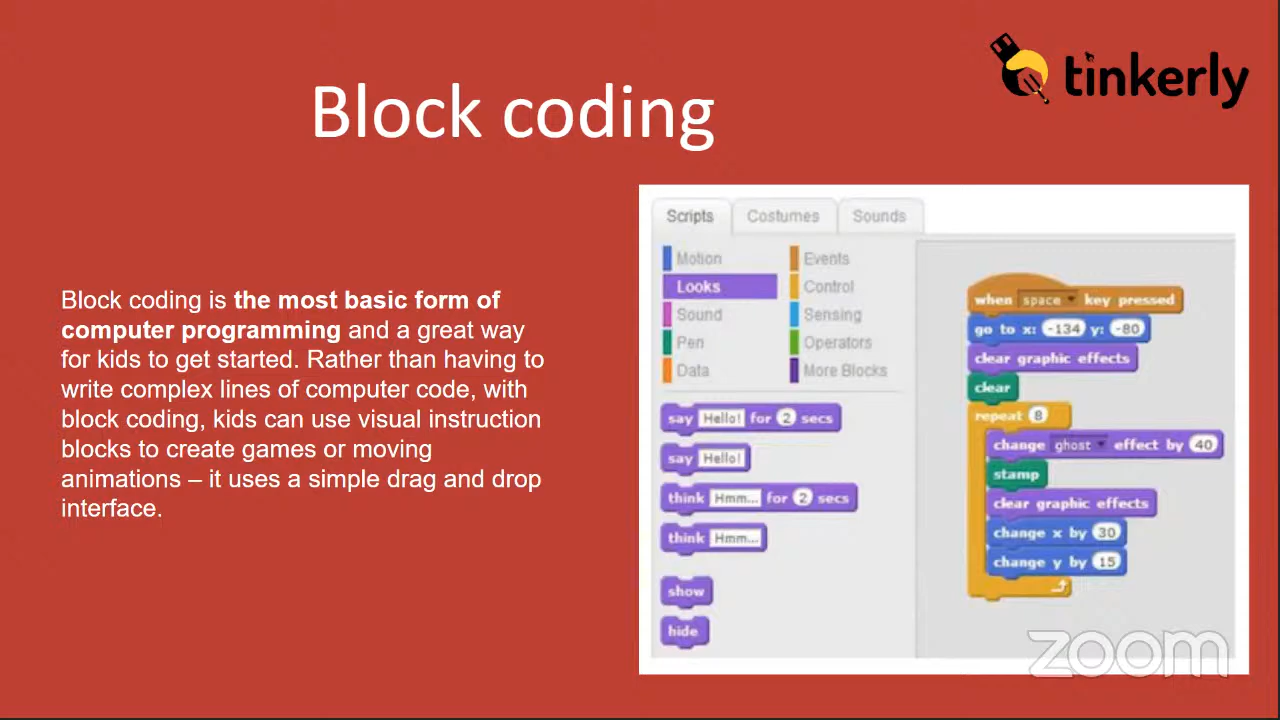 tinkerly
Block coding
Block coding is the most basic form of
computer programming and a great way
for kids to get started. Rather than having to
write complex lines of computer code, with
block coding, kids can use visual instruction
blocks to create games or moving
animations – it uses a simple drag and drop
interface.
Scripts Costumes Sounds
Motion Events
Looks Control
Sound Sensing
Pen Operators
Data More Blocks
say Hello! for 2 secs
say Hello!
think Hmm... for 2 secs
think Hmm...
show
hide
when space key pressed
go to x: -134 y: -80
clear graphic effects
clear
repeat 8
change ghost effect by 40
stamp
clear graphic effects
change x by 30
change y by 15
zoom